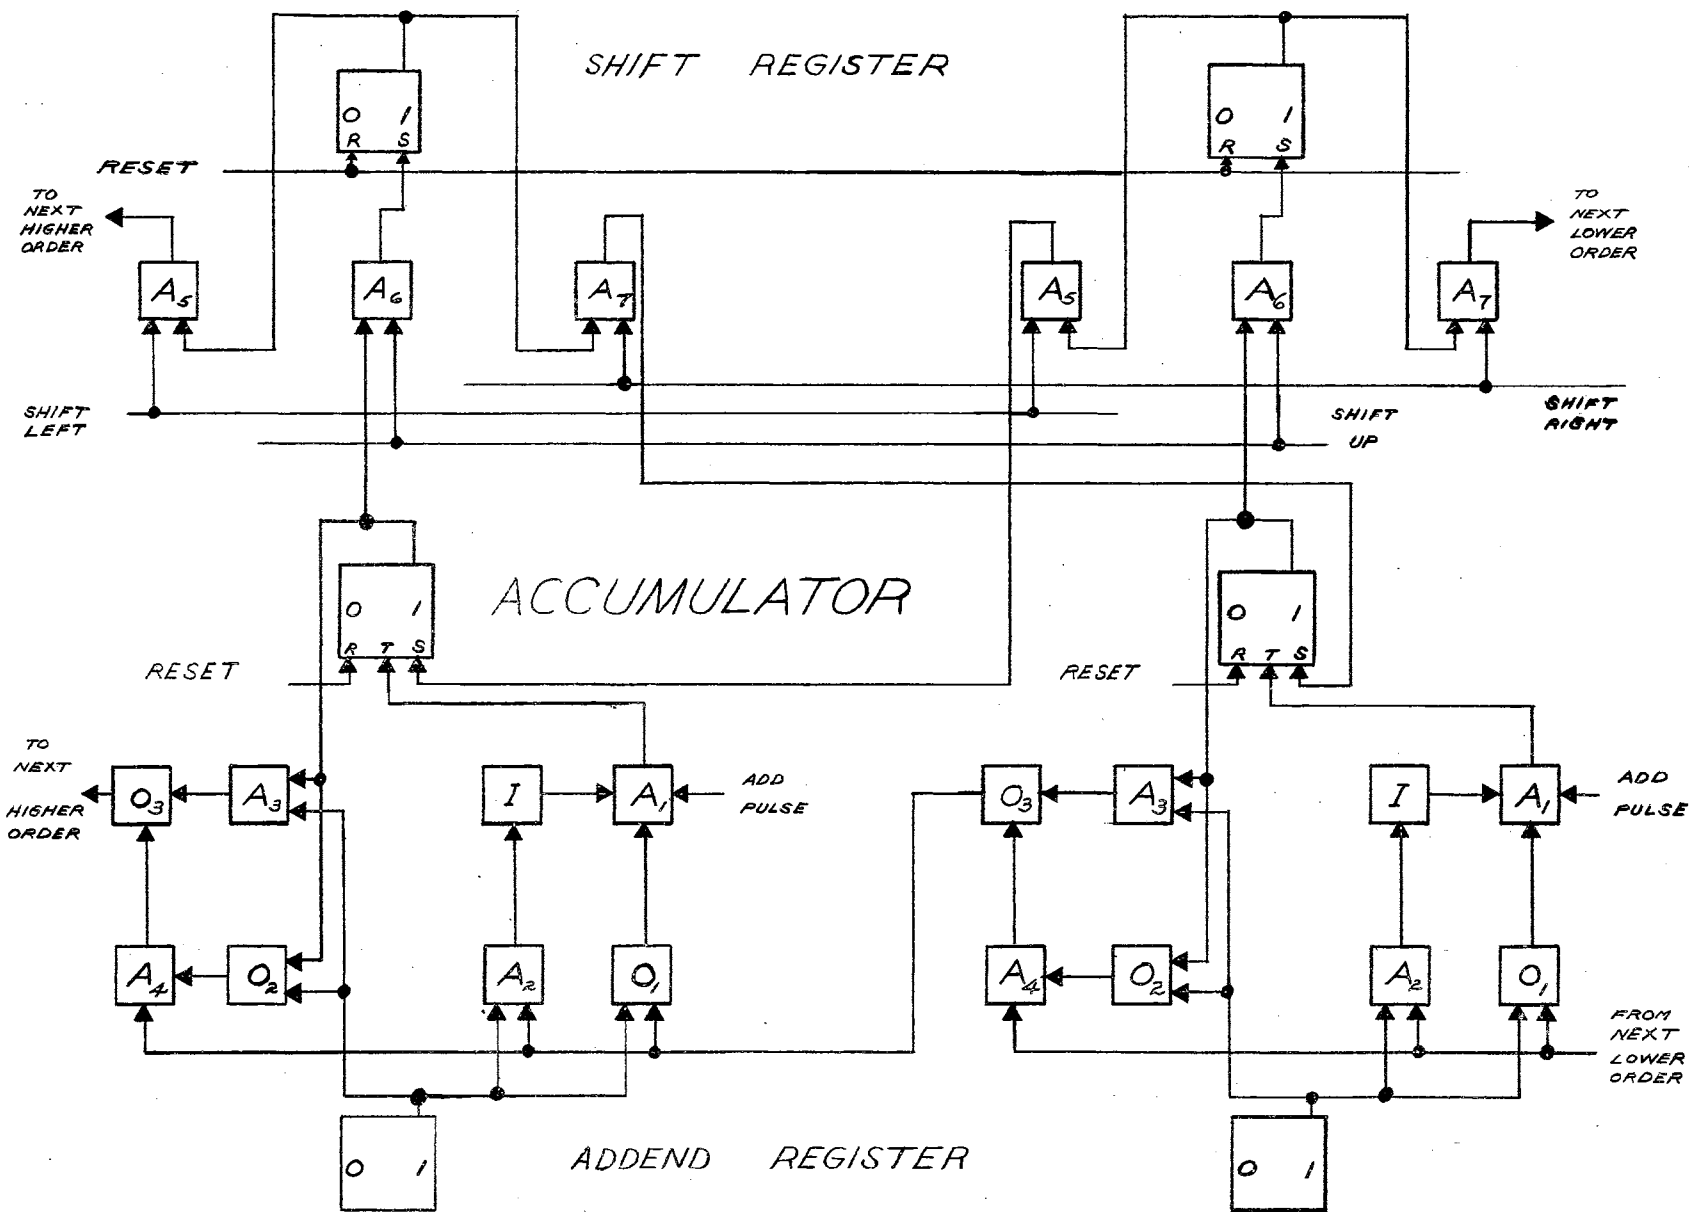 SHIFT REGISTER
0 1
R S
0 1
R S
RESET
TO
NEXT
HIGHER
ORDER
TO
NEXT
LOWER
ORDER
A5
A6
A7
A5
A6
A7
SHIFT
LEFT
SHIFT
UP
SHIFT
RIGHT
ACCUMULATOR
0 1
R T S
0 1
R T S
RESET
RESET
TO
NEXT
HIGHER
ORDER
O3
A3
I
A1
ADD
PULSE
O3
A3
I
A1
ADD
PULSE
A4
O2
A2
O1
A4
O2
A2
O1
FROM
NEXT
LOWER
ORDER
0 1
ADDEND REGISTER
0 1